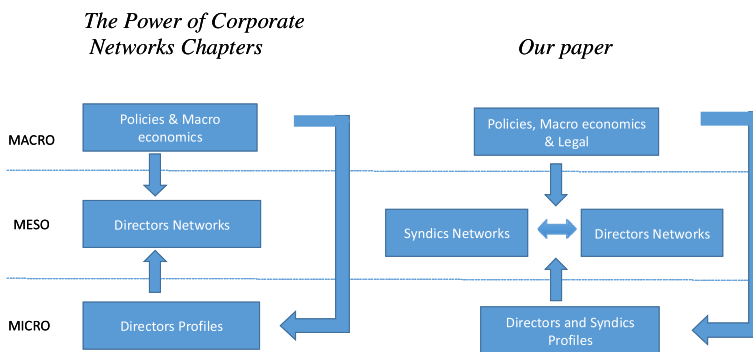 The Power of Corporate
Networks Chapters
Our paper
MACRO
Policies & Macro
economics
Policies, Macro economics
& Legal
MESO
Directors Networks
Syndics Networks
Directors Networks
MICRO
Directors Profiles
Directors and Syndics
Profiles